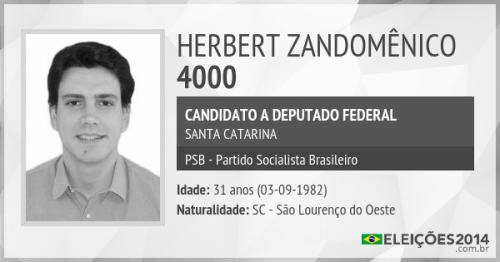 HERBERT ZANDOMÊNICO
4000
CANDIDATO A DEPUTADO FEDERAL
SANTA CATARINA
PSB - Partido Socialista Brasileiro
Idade: 31 anos (03-09-1982)
Naturalidade: SC - São Lourenço do Oeste
ELEIÇÕES2014
.com.br